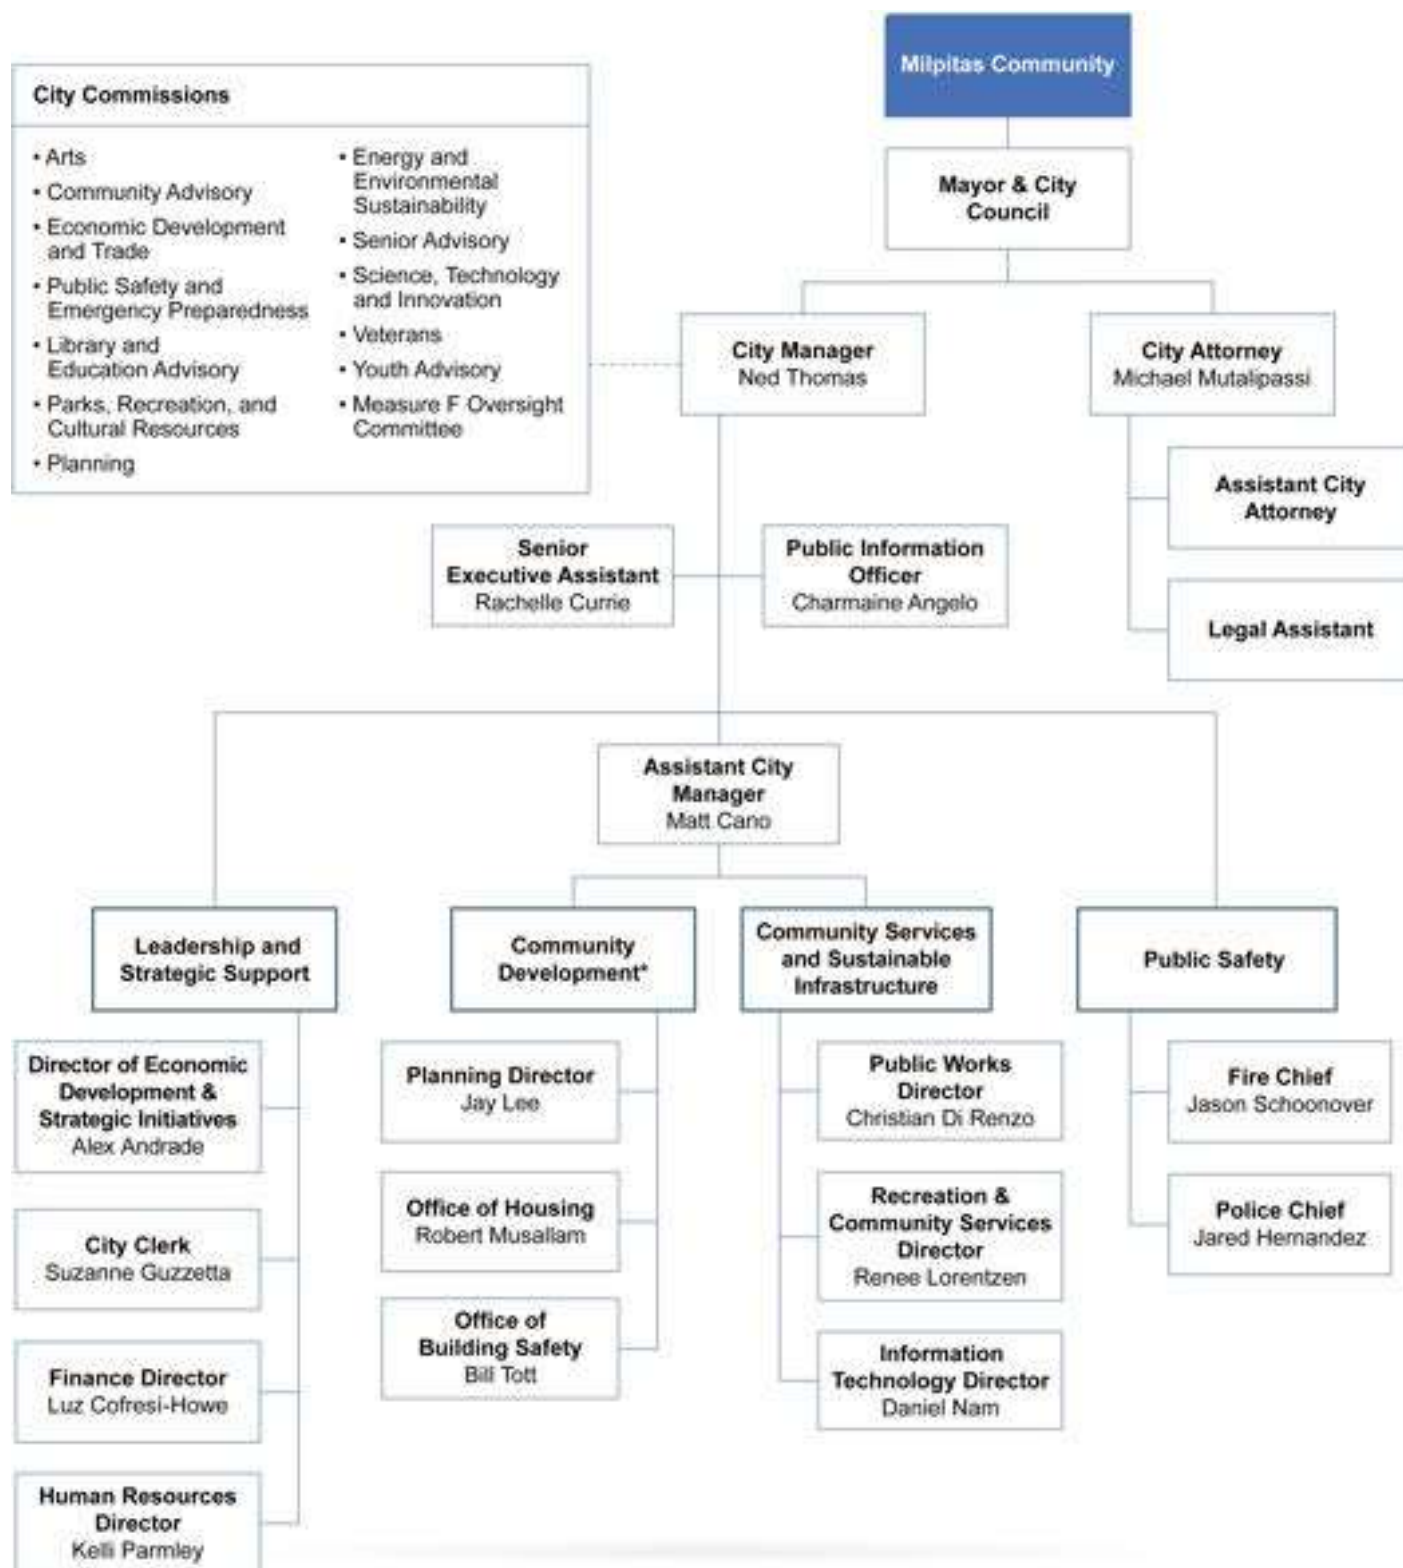 Milpitas Community
City Commissions
• Arts
• Community Advisory
• Economic Development
and Trade
• Public Safety and
Emergency Preparedness
• Library and
Education Advisory
• Parks, Recreation, and
Cultural Resources
• Planning
• Energy and
Environmental
Sustainability
• Senior Advisory
• Science, Technology
and Innovation
• Veterans
• Youth Advisory
• Measure F Oversight
Committee
Mayor & City
Council
City Manager
Ned Thomas
City Attorney
Michael Mutalipassi
Assistant City
Attorney
Legal Assistant
Senior
Executive Assistant
Rachelle Currie
Public Information
Officer
Charmaine Angelo
Assistant City
Manager
Matt Cano
Leadership and
Strategic Support
Director of Economic
Development &
Strategic Initiatives
Alex Andrade
City Clerk
Suzanne Guzzetta
Finance Director
Luz Cofresi-Howe
Human Resources
Director
Kelli Parmley
Community
Development*
Planning Director
Jay Lee
Office of Housing
Robert Musallam
Office of
Building Safety
Bill Tott
Community Services
and Sustainable
Infrastructure
Public Works
Director
Christian Di Renzo
Recreation &
Community Services
Director
Renee Lorentzen
Information
Technology Director
Daniel Nam
Public Safety
Fire Chief
Jason Schoonover
Police Chief
Jared Hernandez